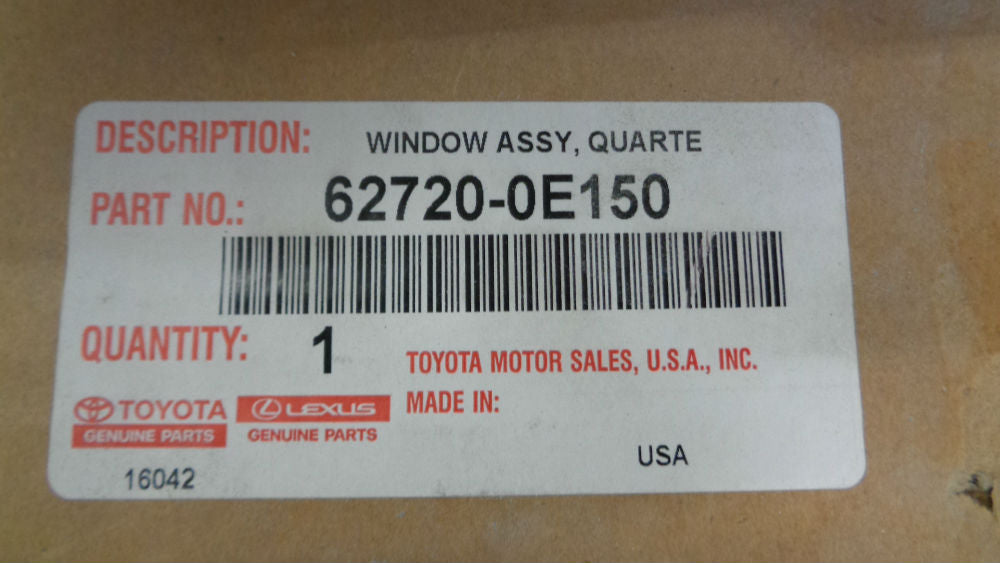 DESCRIPTION: WINDOW ASSY, QUARTE
PART NO.: 62720-0E150
QUANTITY: 1
TOYOTA MOTOR SALES, U.S.A., INC.
MADE IN:
USA
TOYOTA
GENUINE PARTS
LEXUS
GENUINE PARTS
16042